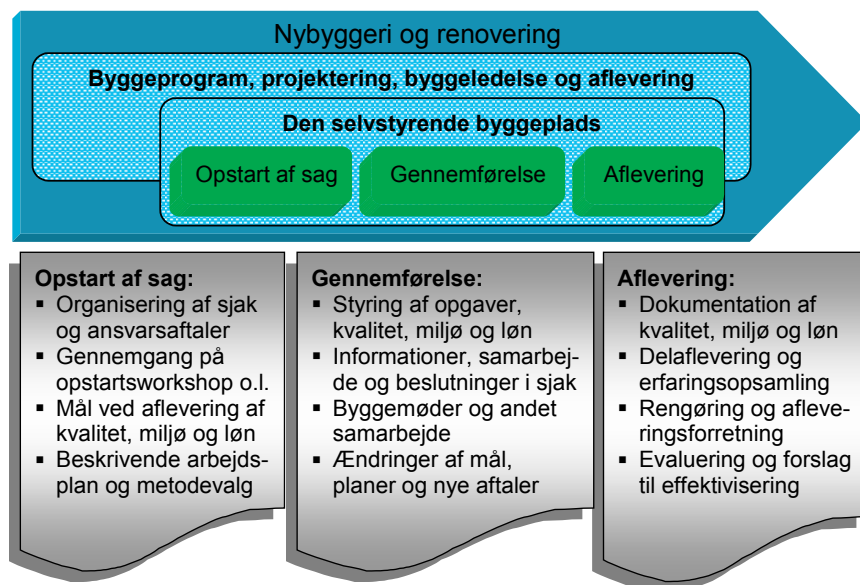 Nybyggeri og renovering
Byggeprogram, projektering, byggeledelse og aflevering
Den selvstyrende byggeplads
Opstart af sag
Gennemførelse
Aflevering
Opstart af sag:
▪ Organisering af sjak
og ansvarsaftaler
▪ Gennemgang på
opstartsworkshop o.l.
▪ Mål ved aflevering af
kvalitet, miljø og løn
▪ Beskrivende arbejds-
plan og metodevalg
Gennemførelse:
▪ Styring af opgaver,
kvalitet, miljø og løn
▪ Informationer, samarbej-
de og beslutninger i sjak
▪ Byggemøder og andet
samarbejde
▪ Ændringer af mål,
planer og nye aftaler
Aflevering:
▪ Dokumentation af
kvalitet, miljø og løn
▪ Delaflevering og
erfaringsopsamling
▪ Rengøring og afleve-
ringsforretning
▪ Evaluering og forslag
til effektivisering